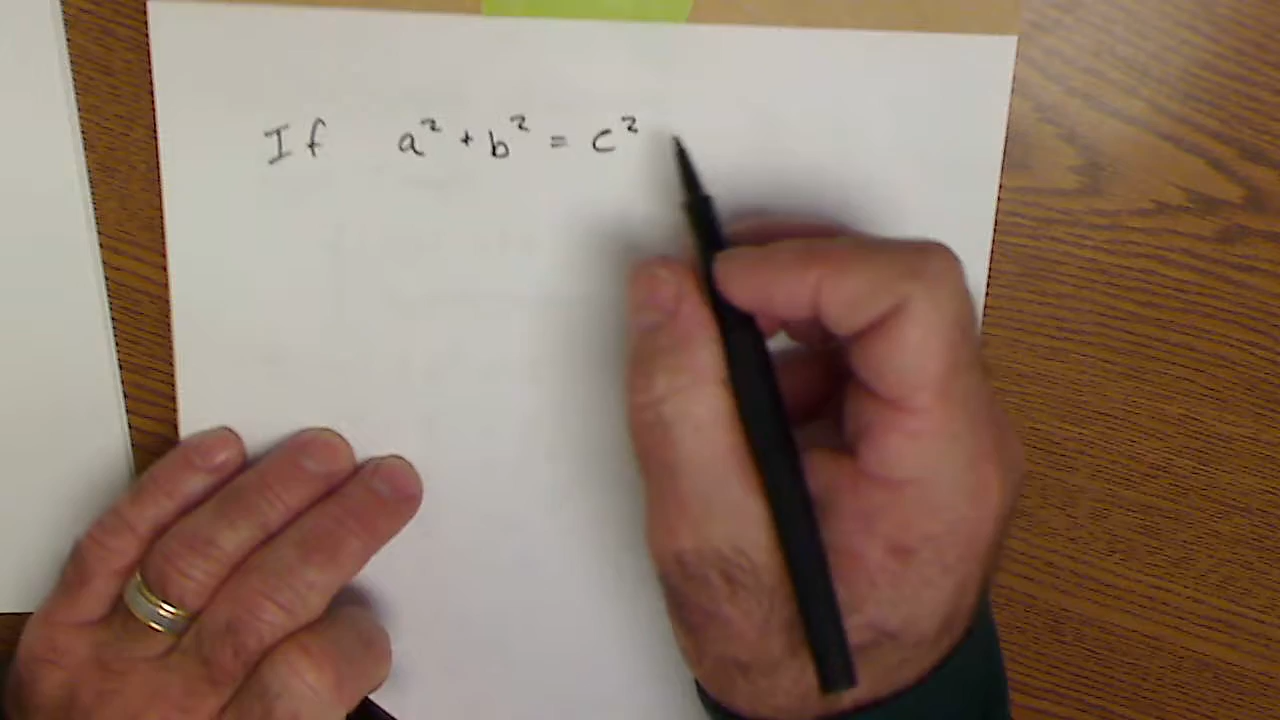 If a² + b² = c²